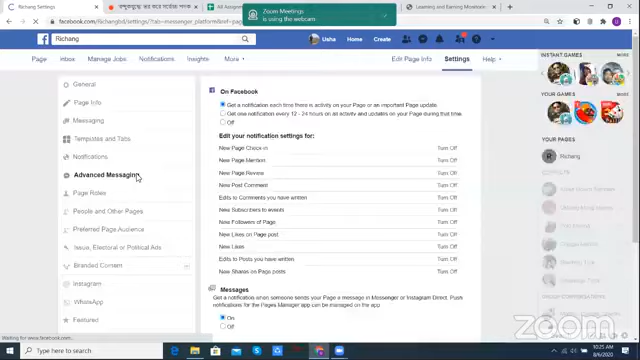 Richang Settings
Zoom Meetings
is using the webcam
Learning and Earning
facebook.com/Richangbd/settings/?tab=messenger_platform&ref=pa
Richang
Usha
Home
Create
Page
Inbox
Manage Jobs
Notifications
Insights
More
Edit Page Info
Settings
General
Page Info
Messaging
Templates and Tabs
Notifications
Advanced Messaging
Page Roles
People and Other Pages
Preferred Page Audience
Issue, Electoral or Political Ads
Branded Content
Instagram
WhatsApp
Featured
On Facebook
Get a notification each time there is activity on your Page or an important Page update.
Get one notification every 12 - 24 hours on all activity and updates on your Page during that time.
Off
Edit your notification settings for:
New Page Check-in Turn Off
New Page Mention Turn Off
New Page Review Turn Off
New Post Comment Turn Off
Edits to Comments you have written Turn Off
New Subscribers to events Turn Off
New Followers of Page Turn Off
New Likes on Page post Turn Off
New Likes Turn Off
Edits to Posts you have written Turn Off
New Shares on Page posts Turn Off
Messages
Get a notification when someone sends your Page a message in Messenger or Instagram Direct. Push
notifications for the Pages Manager app can be managed on the app
On
Off
INSTANT GAMES
MORE
YOUR GAMES
MORE
YOUR PAGES
Richang
Waiting for www.facebook.com...
zoom
Type here to search
10:25 AM
8/6/2020